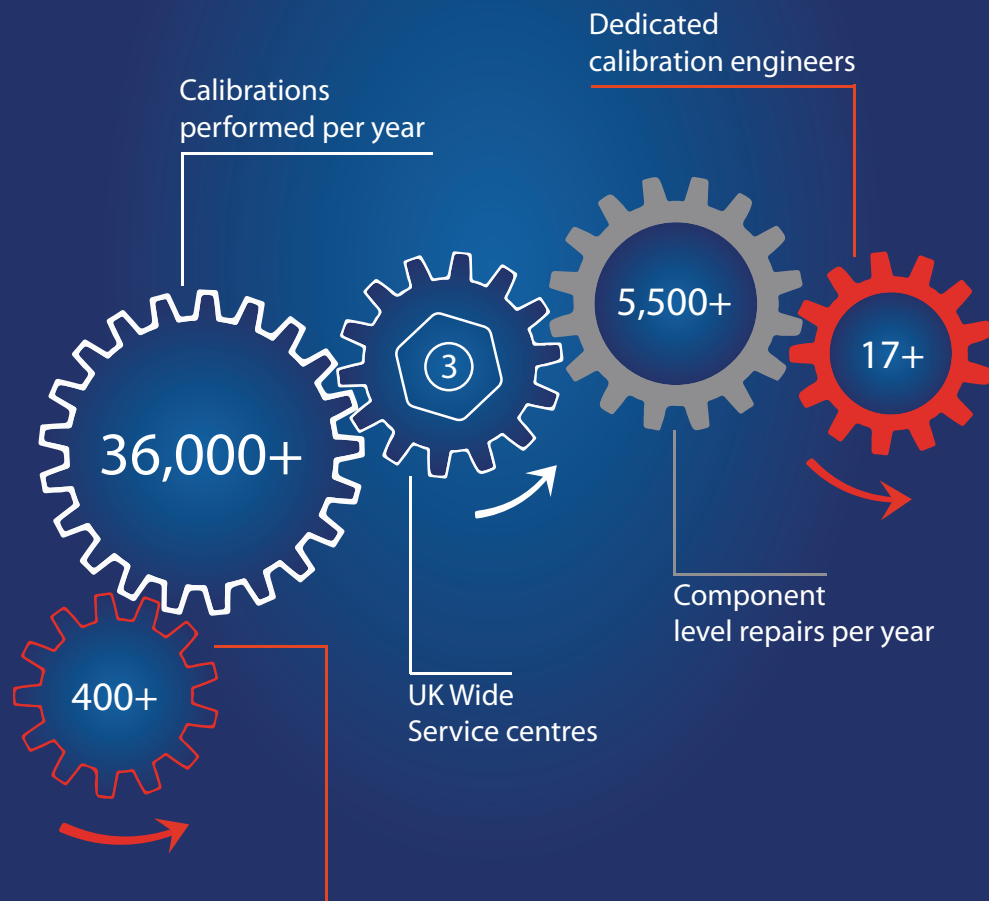 Dedicated
calibration engineers
Calibrations
performed per year
5,500+
17+
3
36,000+
Component
level repairs per year
400+
UK Wide
Service centres